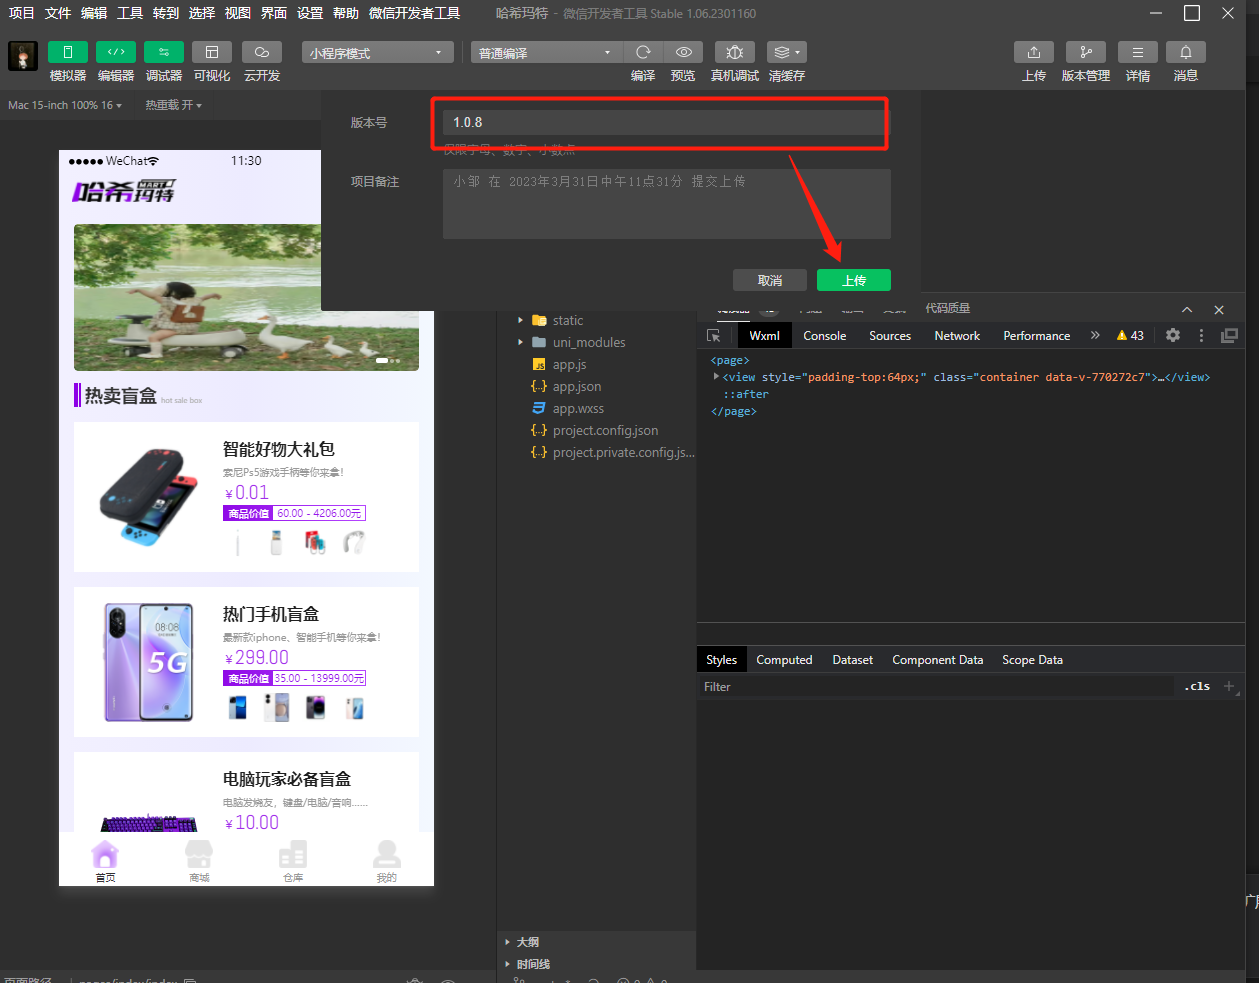 项目 文件 编辑 工具 转到 选择 视图 界面 设置 帮助 微信开发者工具
哈希玛特 - 微信开发者工具 Stable 1.06.2301160
模拟器 编辑器 调试器 可视化 云开发
小程序模式
普通编译
编译 预览 真机调试 清缓存
上传 版本管理 详情 消息
Mac 15-inch 100% 16
热重载 开
版本号
1.0.8
仅限字母、数字、小数点
项目备注
小邹 在 2023年3月31日中午11点31分 提交上传
取消
上传
WeChat
11:30
哈希玛特
MART
热卖盲盒 hot sale box
智能好物大礼包
索尼Ps5游戏手柄等你来拿!
¥0.01
商品价值 60.00 - 4206.00元
热门手机盲盒
最新款iphone、智能手机等你来拿!
¥299.00
商品价值 35.00 - 13999.00元
08:08
5G
电脑玩家必备盲盒
电脑发烧友，键盘/电脑/音响......
¥10.00
首页 商城 仓库 我的
static
uni_modules
app.js
app.json
app.wxss
project.config.json
project.private.config.js...
大纲
时间线
代码质量
Wxml Console Sources Network Performance
43
<page>
<view style="padding-top:64px;" class="container data-v-770272c7">…</view>
::after
</page>
Styles Computed Dataset Component Data Scope Data
Filter
.cls